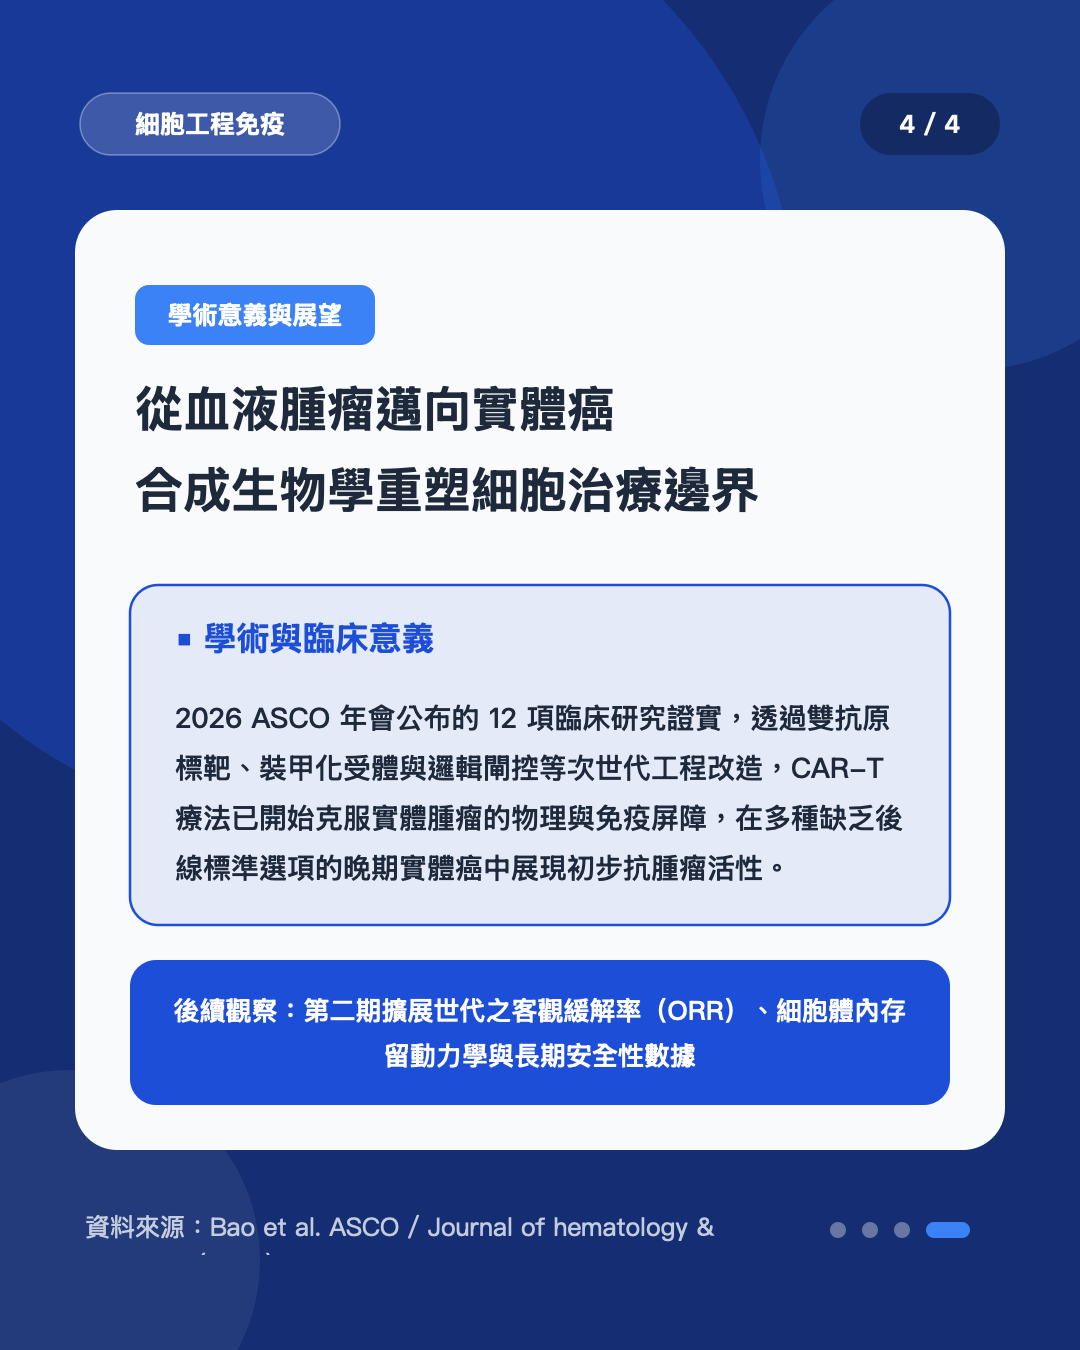 細胞工程免疫
4 / 4
學術意義與展望
從血液腫瘤邁向實體癌
合成生物學重塑細胞治療邊界
▪ 學術與臨床意義
2026 ASCO 年會公布的 12 項臨床研究證實，透過雙抗原
標靶、裝甲化受體與邏輯閘控等次世代工程改造，CAR-T
療法已開始克服實體腫瘤的物理與免疫屏障，在多種缺乏後
線標準選項的晚期實體癌中展現初步抗腫瘤活性。
後續觀察：第二期擴展世代之客觀緩解率（ORR）、細胞體內存
留動力學與長期安全性數據
資料來源：Bao et al. ASCO / Journal of hematology &